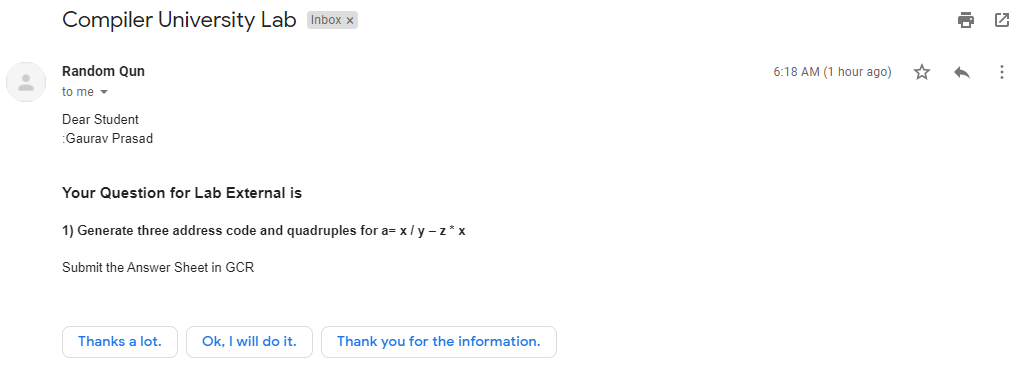 Compiler University Lab Inbox x
Random Qun 6:18 AM (1 hour ago)
to me
Dear Student
:Gaurav Prasad
Your Question for Lab External is
1) Generate three address code and quadruples for a= x / y – z * x
Submit the Answer Sheet in GCR
Thanks a lot. Ok, I will do it. Thank you for the information.